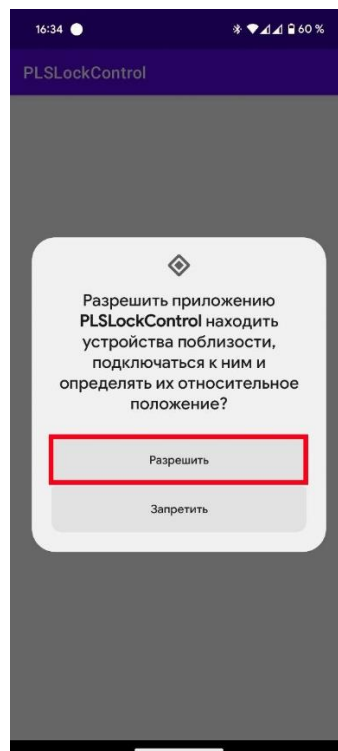 16:34
60 %
PLSLockControl
Разрешить приложению
PLSLockControl находить
устройства поблизости,
подключаться к ним и
определять их относительное
положение?
Разрешить
Запретить